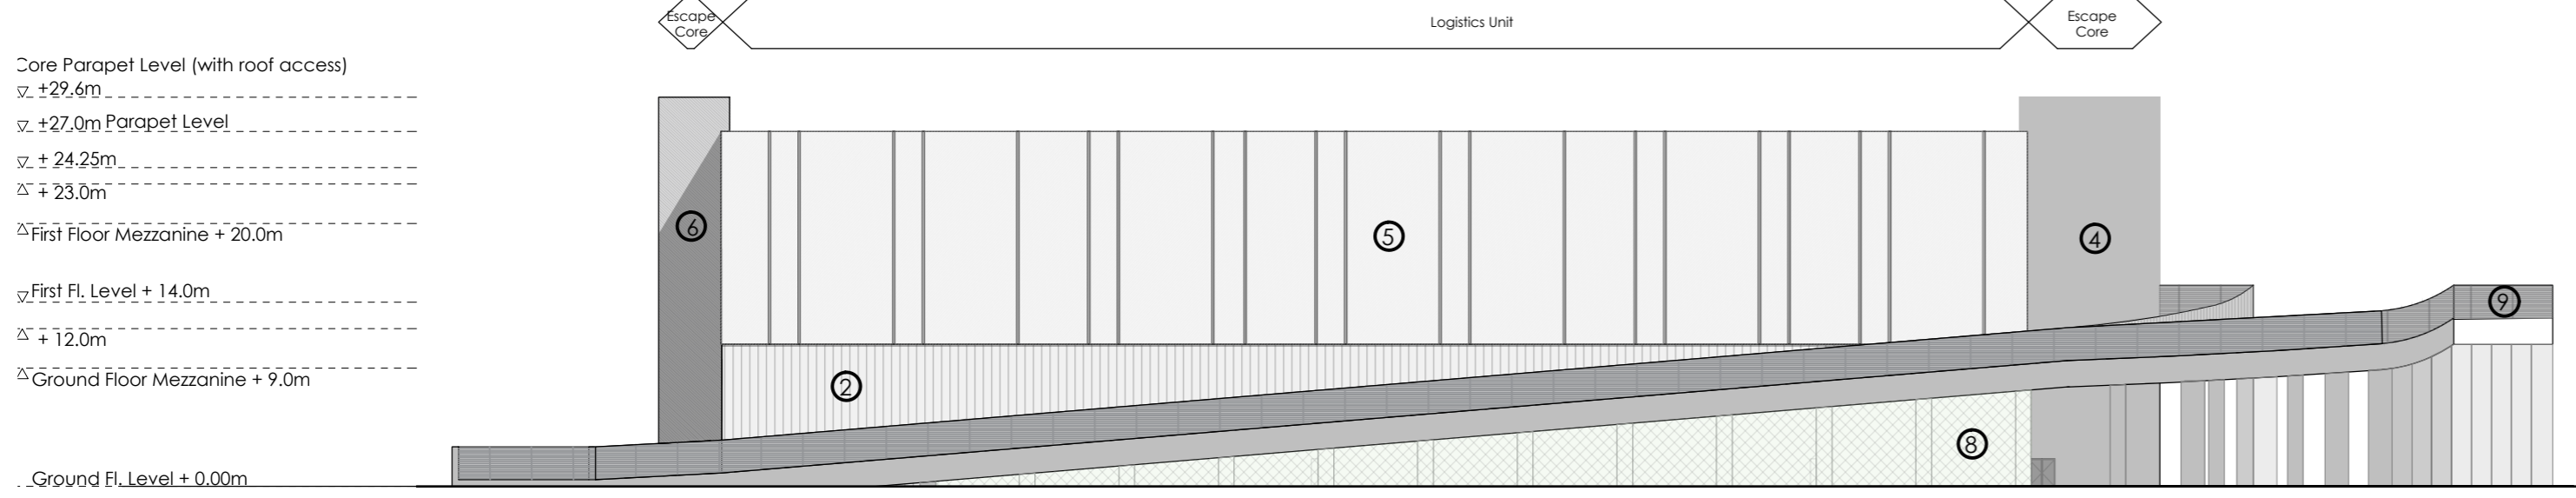 Escape
Core
Logistics Unit
Escape
Core
Core Parapet Level (with roof access)
+29.6m
+27.0m Parapet Level
+ 24.25m
+ 23.0m
First Floor Mezzanine + 20.0m
First Fl. Level + 14.0m
+ 12.0m
Ground Floor Mezzanine + 9.0m
Ground Fl. Level + 0.00m
6
5
4
9
2
8